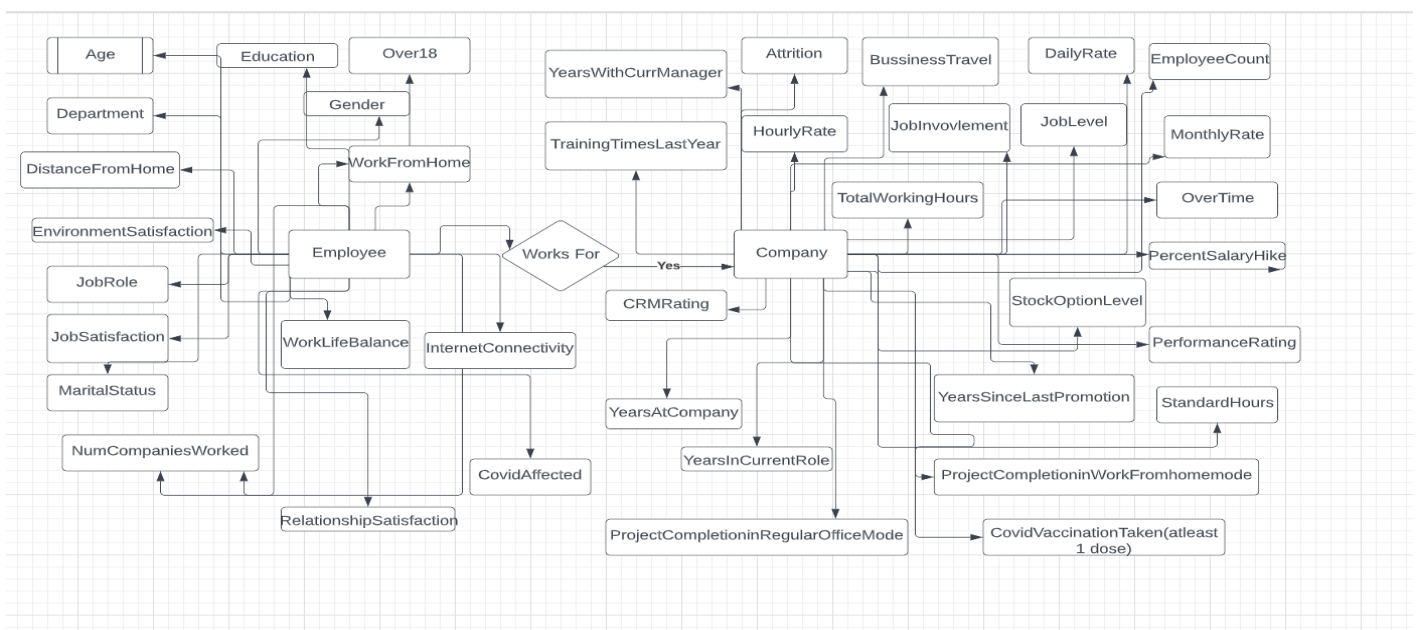 Age
Education
Over18
Gender
Department
WorkFromHome
DistanceFromHome
EnvironmentSatisfaction
Employee
JobRole
JobSatisfaction
WorkLifeBalance
InternetConnectivity
MaritalStatus
NumCompaniesWorked
CovidAffected
RelationshipSatisfaction
Works For
Yes
YearsWithCurrManager
Attrition
BussinessTravel
DailyRate
EmployeeCount
TrainingTimesLastYear
HourlyRate
JobInvovlement
JobLevel
MonthlyRate
TotalWorkingHours
OverTime
Company
PercentSalaryHike
CRMRating
StockOptionLevel
PerformanceRating
YearsAtCompany
YearsSinceLastPromotion
StandardHours
YearsInCurrentRole
ProjectCompletioninWorkFromhomemode
ProjectCompletioninRegularOfficeMode
CovidVaccinationTaken(atleast
1 dose)